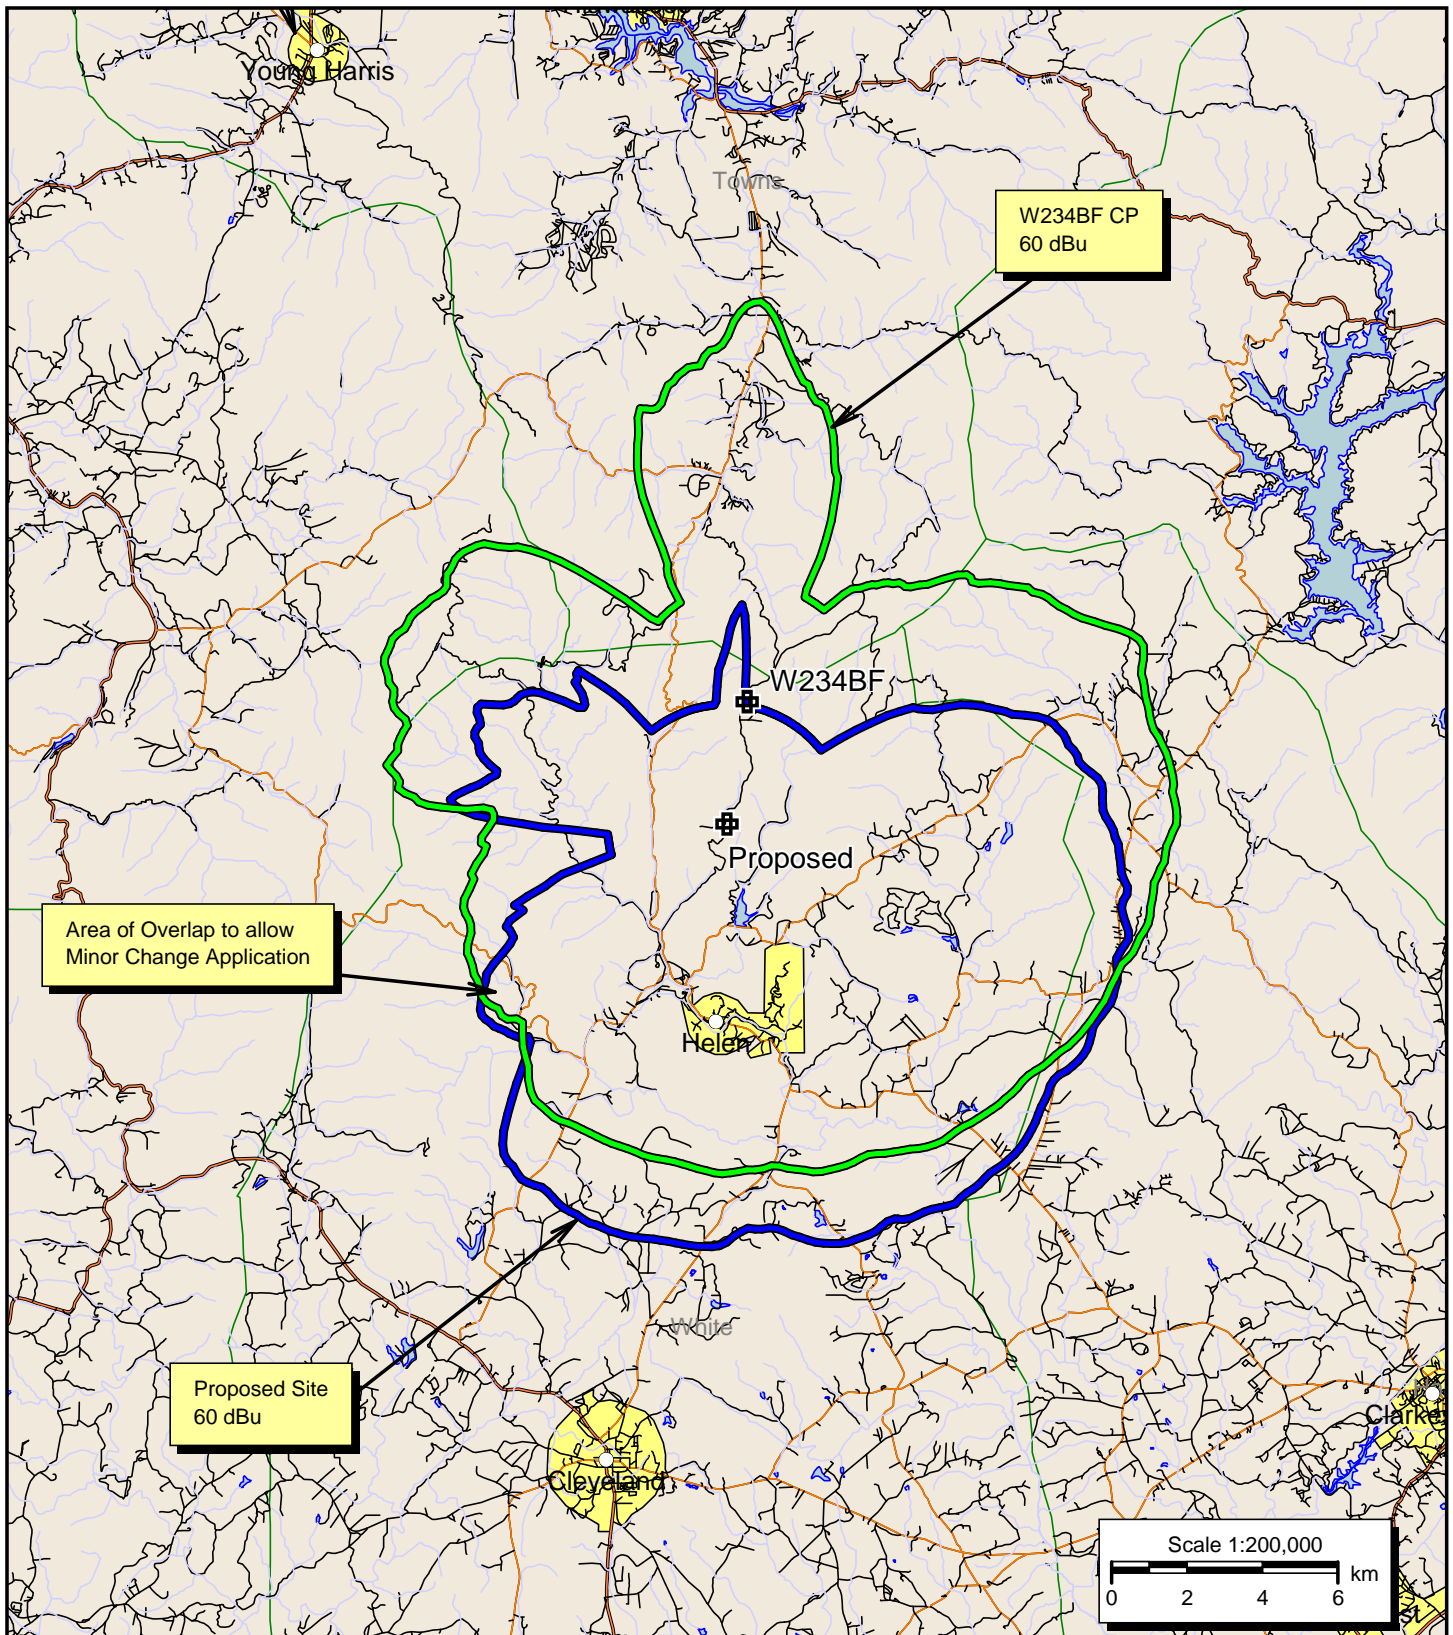 Young Harris
Towns
W234BF CP
60 dBu
W234BF
Proposed
Area of Overlap to allow
Minor Change Application
Helen
White
Proposed Site
60 dBu
Clarke
Cleveland
Scale 1:200,000
km
0 2 4 6
st